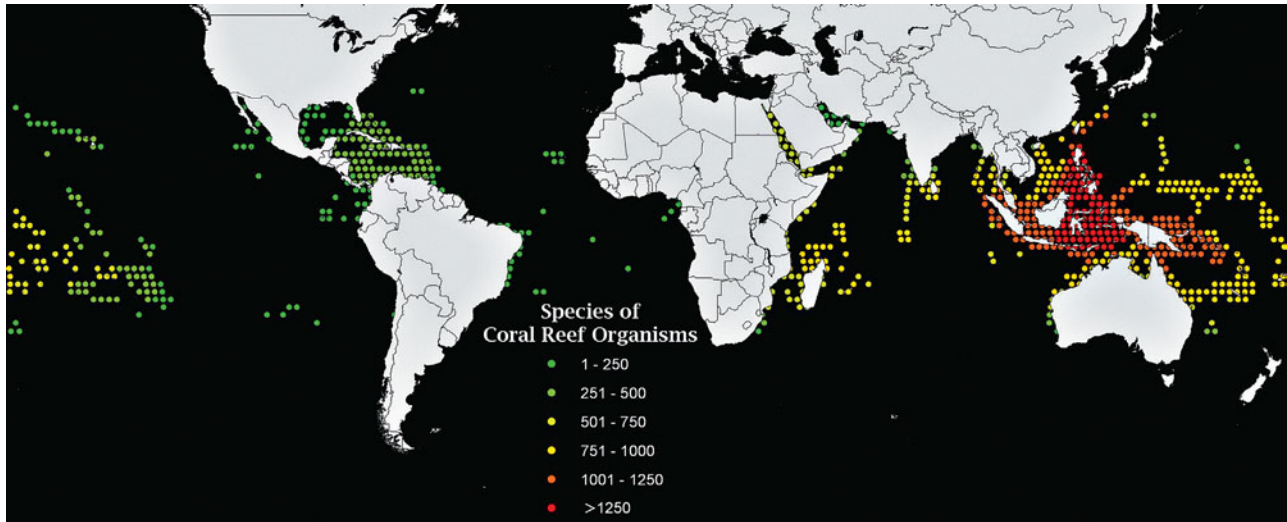 Species of
Coral Reef Organisms
1 - 250
251 - 500
501 - 750
751 - 1000
1001 - 1250
>1250